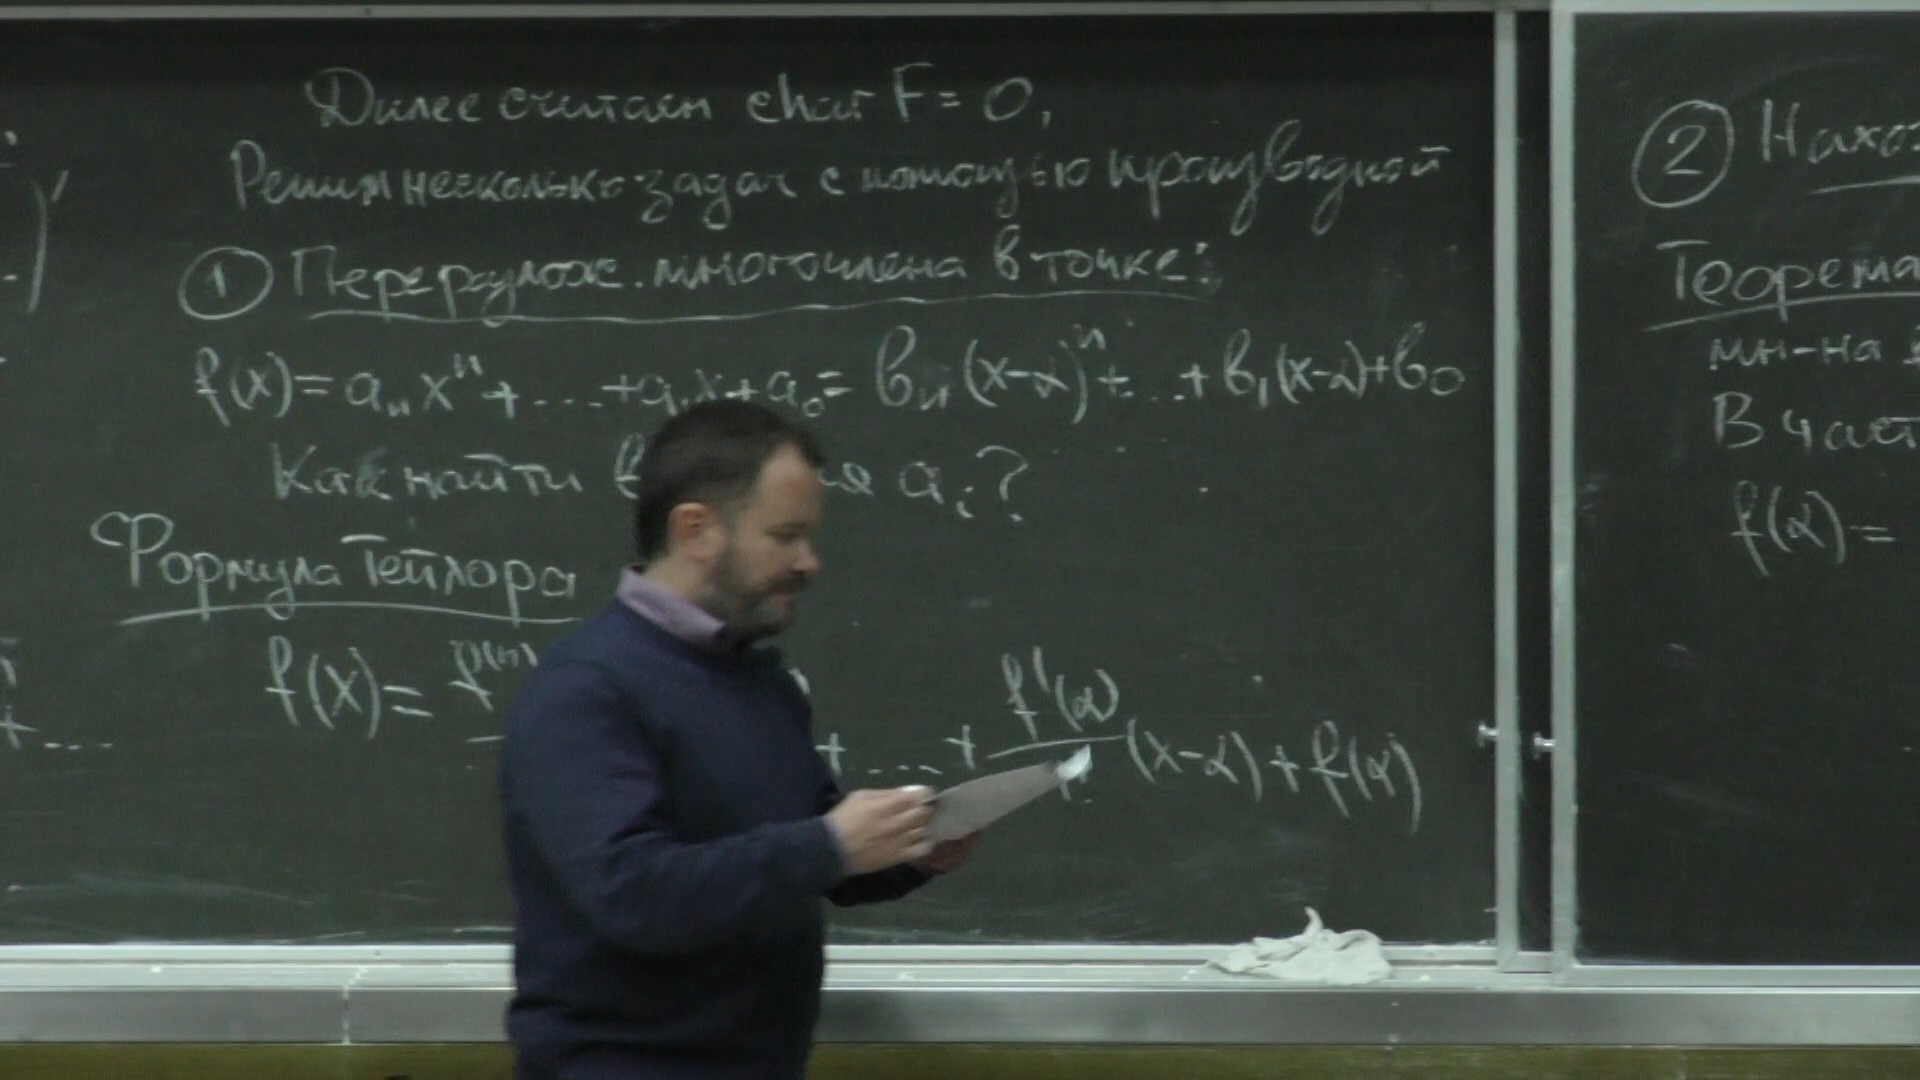 Далее считаем char F = 0,
Решим несколько задач с помощью производной
① Переразлож. многочлена в точке:
f(x) = aₙxⁿ + ... + a₁x + a₀ = bₙ(x-α)ⁿ + ... + b₁(x-α) + b₀
Как найти aᵢ?
Формула Тейлора
f(x) = + ... + f'(α) (x-α) + f(α)
+ ...
② 
Теорема
мн-на
В част
f(α) =